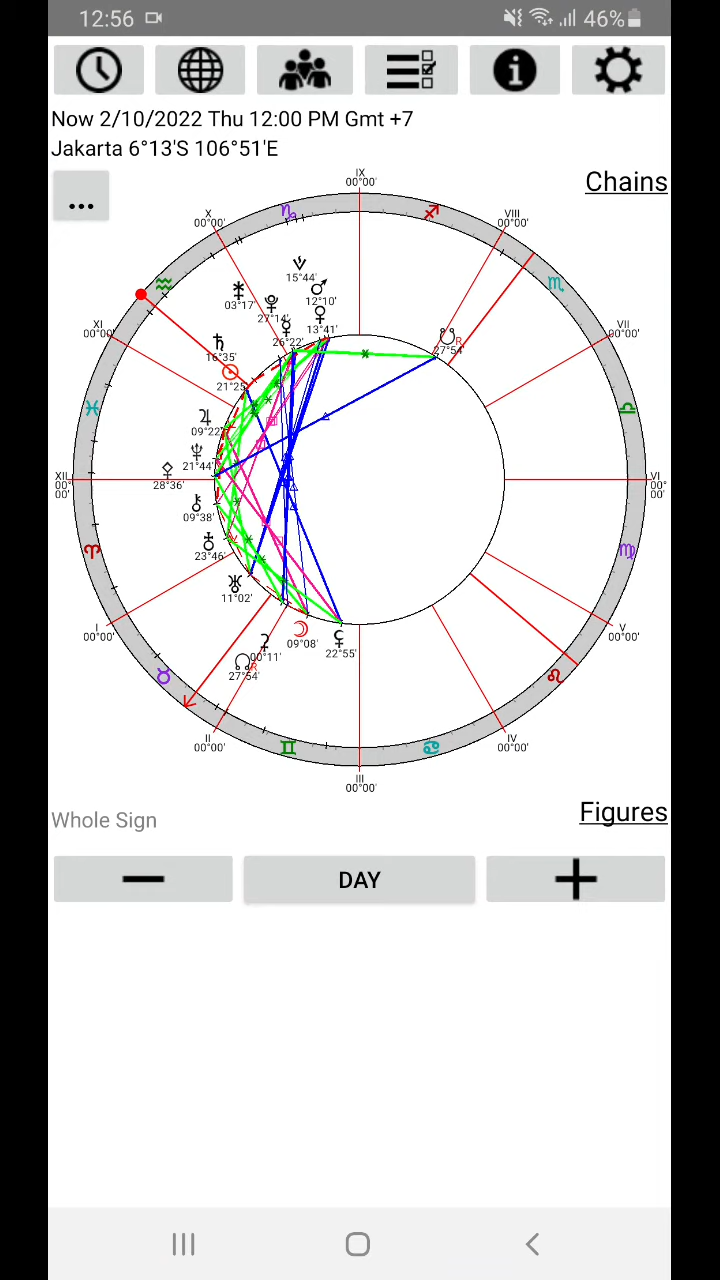 12:56 46%
Now 2/10/2022 Thu 12:00 PM Gmt +7
Jakarta 6°13'S 106°51'E
...
Chains
IX
00°00'
X
00°00'
VIII
00°00'
15°44'
03°17'
27°14'
12°10'
26°22'
13°41'
XI
00°00'
VII
00°00'
R
27°54'
16°35'
21°25'
09°22'
21°44'
XII
00°
00'
28°36'
VI
00°
00'
09°38'
23°46'
11°02'
I
00°00'
V
00°00'
00°11'
09°08'
22°55'
R
27°54'
II
00°00'
IV
00°00'
III
00°00'
Whole Sign
Figures
DAY